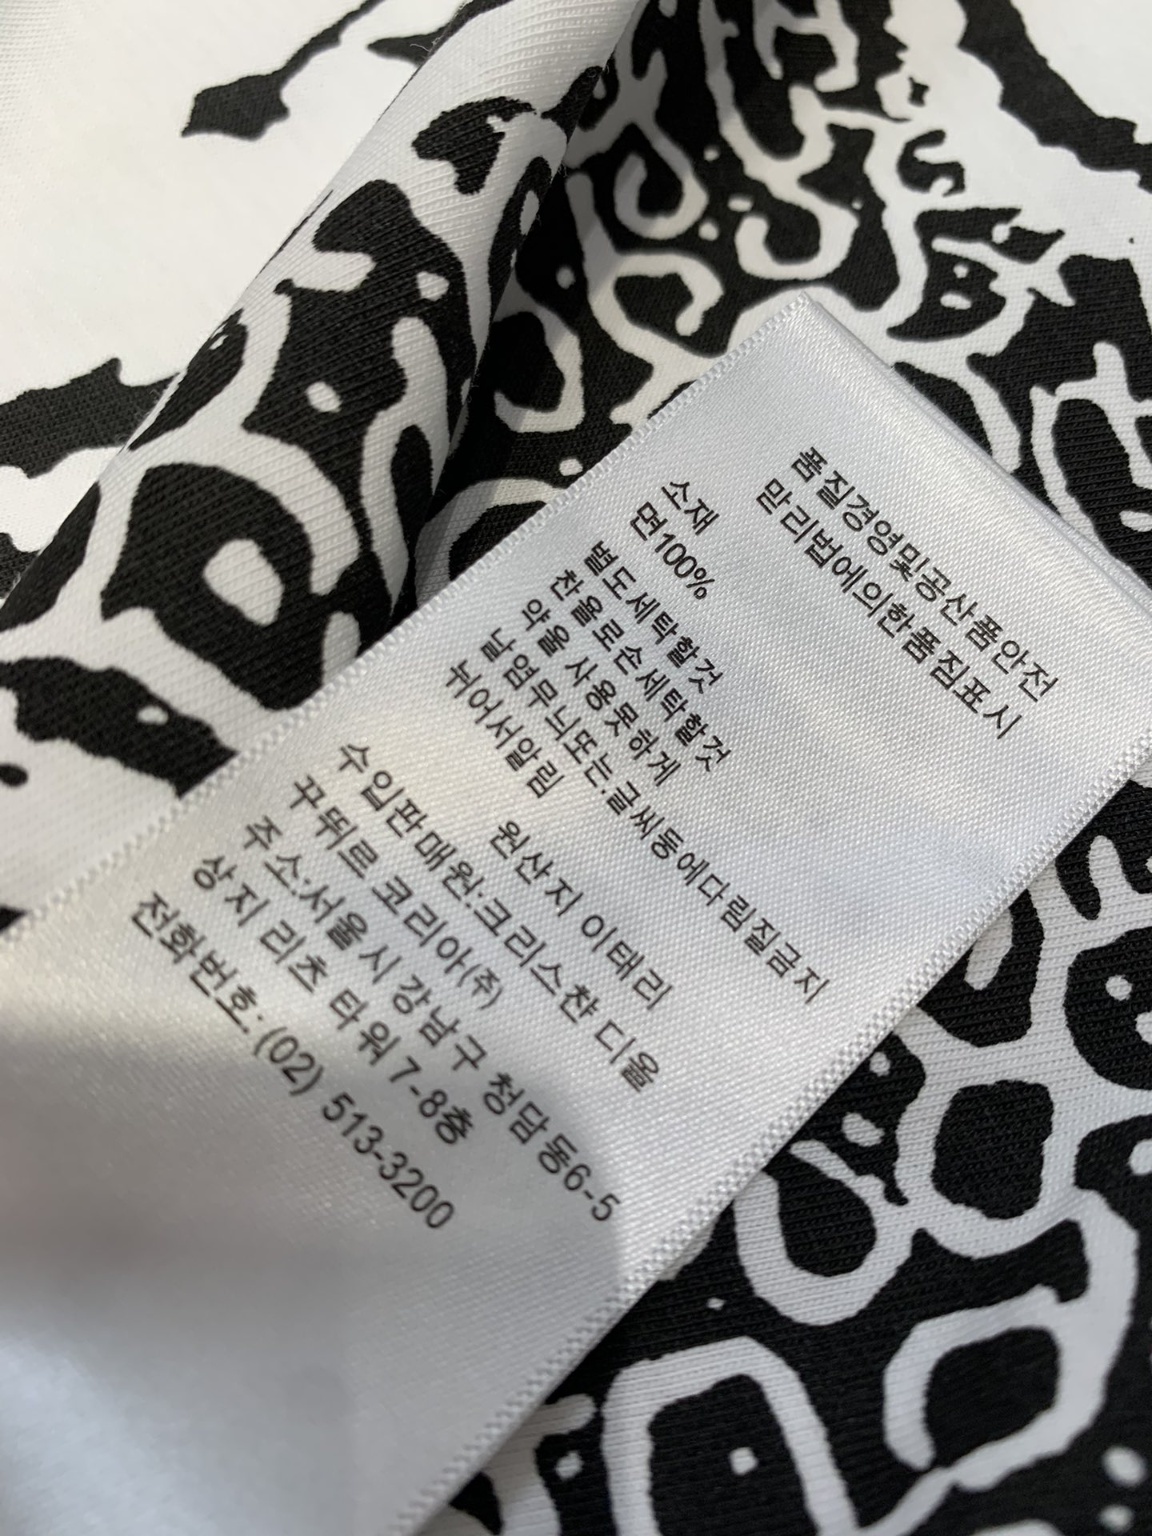 품질경영및공산품안전
관리법에의한품질표시
소재
면100%
별도세탁할것
찬물로손세탁할것
약을 사용못하게
날염무늬또는.글씨등에다림질금지
뒤어서말림
원산지 이태리
수입판매원:크리스챤 디올
꾸뛰르 코리아(주)
주소:서울시 강남구 청담동6-5
상지 리츠 타워 7-8층
전화번호: (02) 513-3200